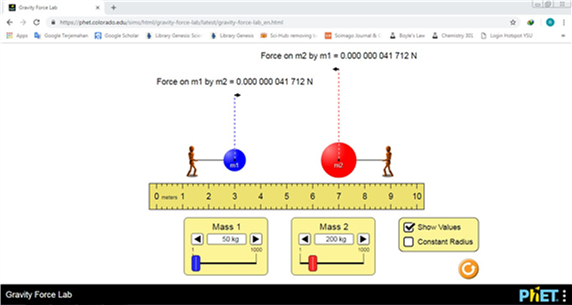 Gravity Force Lab
https://phet.colorado.edu/sims/html/gravity-force-lab/latest/gravity-force-lab_en.html
Apps Google Terjemahan Google Scholar Library Genesis: Scie Library Genesis Sci-Hub: removing Scimago Journal & C Boyle's Law Chemistry 301 Login Hotspot YSU
Force on m2 by m1 = 0.000 000 041 712 N
Force on m1 by m2 = 0.000 000 041 712 N
m1 m2
0 meters 1 2 3 4 5 6 7 8 9 10
Mass 1 Mass 2
50 kg 200 kg
1 1000 1 1000
Show Values
Constant Radius
Gravity Force Lab PhET